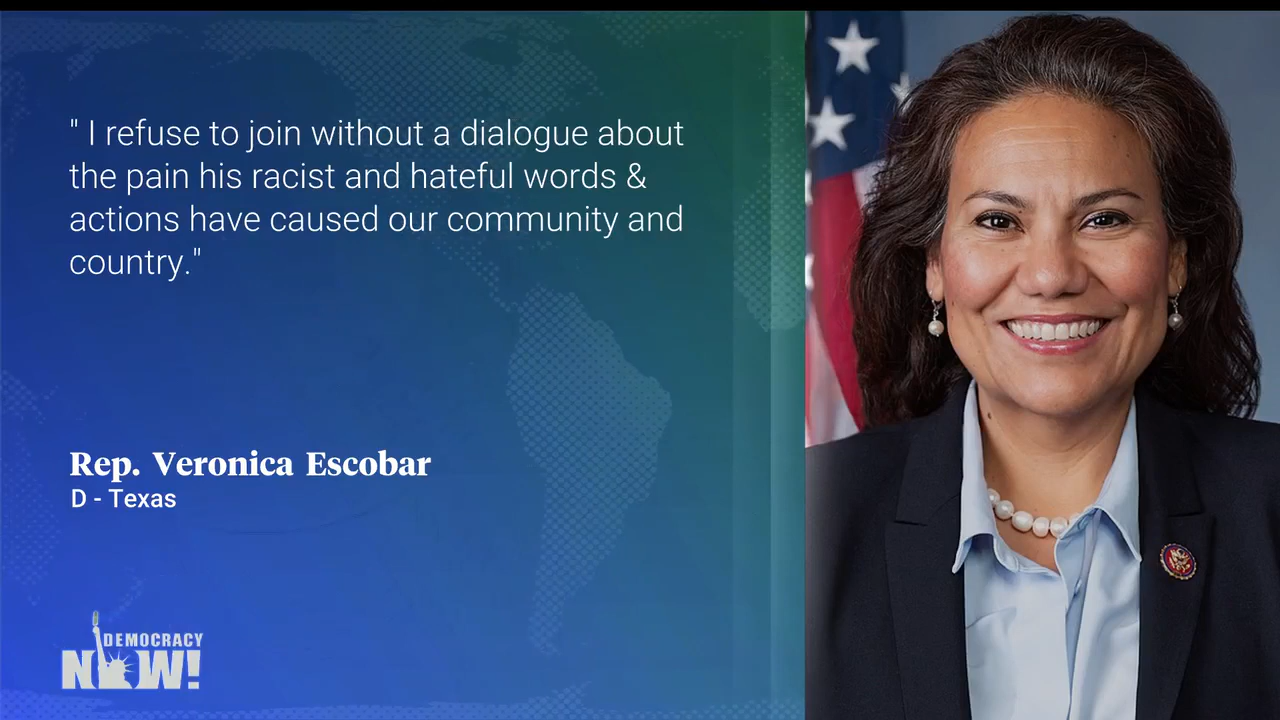 " I refuse to join without a dialogue about
the pain his racist and hateful words &
actions have caused our community and
country."
Rep. Veronica Escobar
D - Texas
DEMOCRACY
NOW!